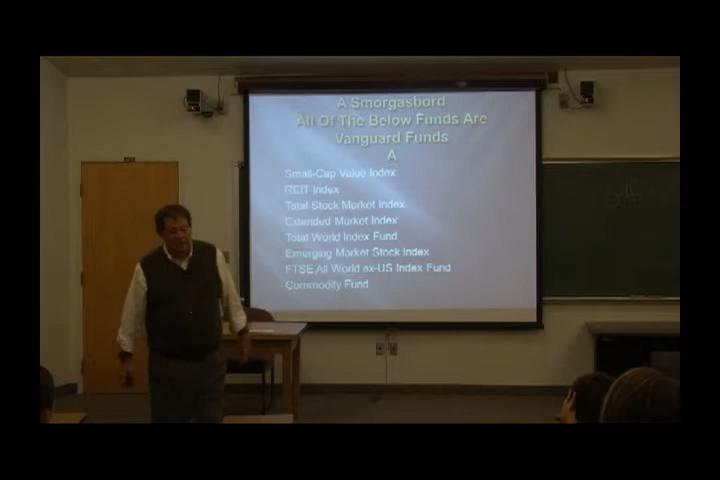 A Smorgasbord
All Of The Below Funds Are
Vanguard Funds
A
Small-Cap Value Index
REIT Index
Total Stock Market Index
Extended Market Index
Total World Index Fund
Emerging Market Stock Index
FTSE All World ex-US Index Fund
Commodity Fund